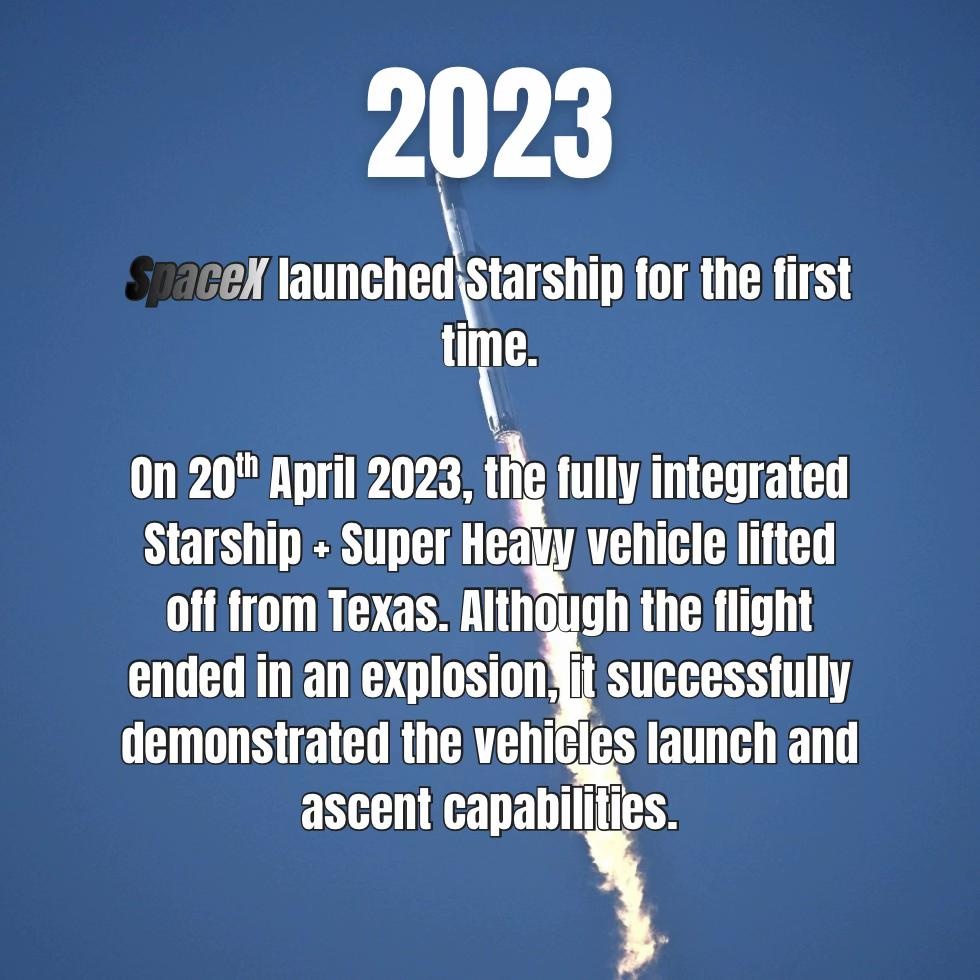 2023
SpaceX launched Starship for the first
time.
On 20th April 2023, the fully integrated
Starship + Super Heavy vehicle lifted
off from Texas. Although the flight
ended in an explosion, it successfully
demonstrated the vehicles launch and
ascent capabilities.